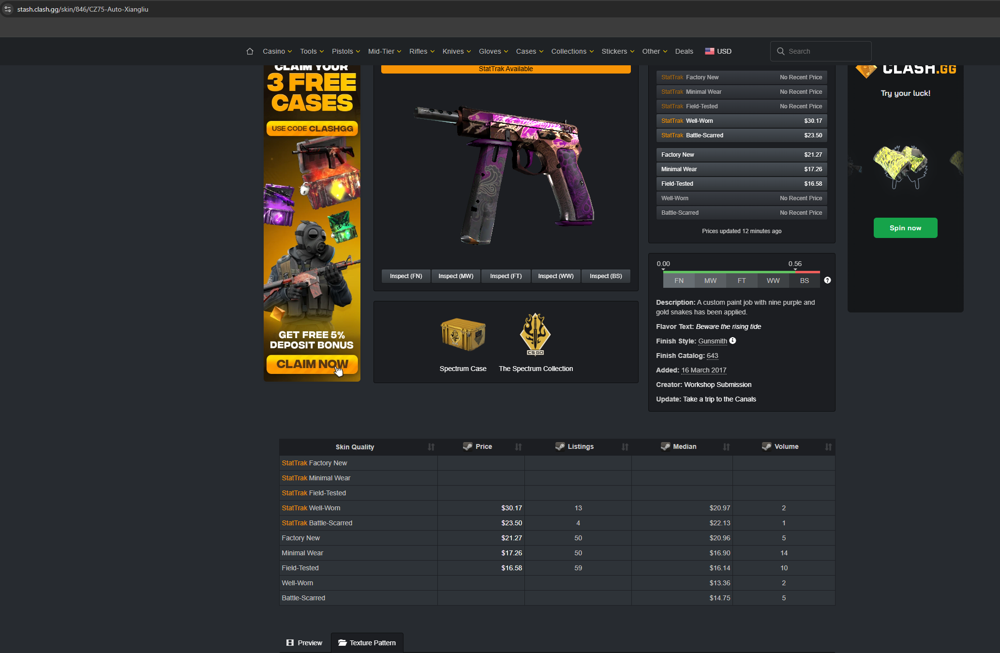 stash.clash.gg/skin/846/CZ75-Auto-Xiangliu
Casino Tools Pistols Mid-Tier Rifles Knives Gloves Cases Collections Stickers Other Deals USD Search
CLAIM YOUR
3 FREE
CASES
USE CODE CLASHGG
GET FREE 5%
DEPOSIT BONUS
CLAIM NOW
StatTrak Available
Inspect (FN) Inspect (MW) Inspect (FT) Inspect (WW) Inspect (BS)
CS GO
Spectrum Case The Spectrum Collection
StatTrak Factory New No Recent Price
StatTrak Minimal Wear No Recent Price
StatTrak Field-Tested No Recent Price
StatTrak Well-Worn $30.17
StatTrak Battle-Scarred $23.50
Factory New $21.27
Minimal Wear $17.26
Field-Tested $16.58
Well-Worn No Recent Price
Battle-Scarred No Recent Price
Prices updated 12 minutes ago
0.00 0.56
FN MW FT WW BS
Description: A custom paint job with nine purple and
gold snakes has been applied.
Flavor Text: Beware the rising tide
Finish Style: Gunsmith
Finish Catalog: 643
Added: 16 March 2017
Creator: Workshop Submission
Update: Take a trip to the Canals
CLASH.GG
Try your luck!
Spin now
Skin Quality Price Listings Median Volume
StatTrak Factory New
StatTrak Minimal Wear
StatTrak Field-Tested
StatTrak Well-Worn $30.17 13 $20.97 2
StatTrak Battle-Scarred $23.50 4 $22.13 1
Factory New $21.27 50 $20.96 5
Minimal Wear $17.26 50 $16.90 14
Field-Tested $16.58 59 $16.14 10
Well-Worn $13.36 2
Battle-Scarred $14.75 5
Preview Texture Pattern